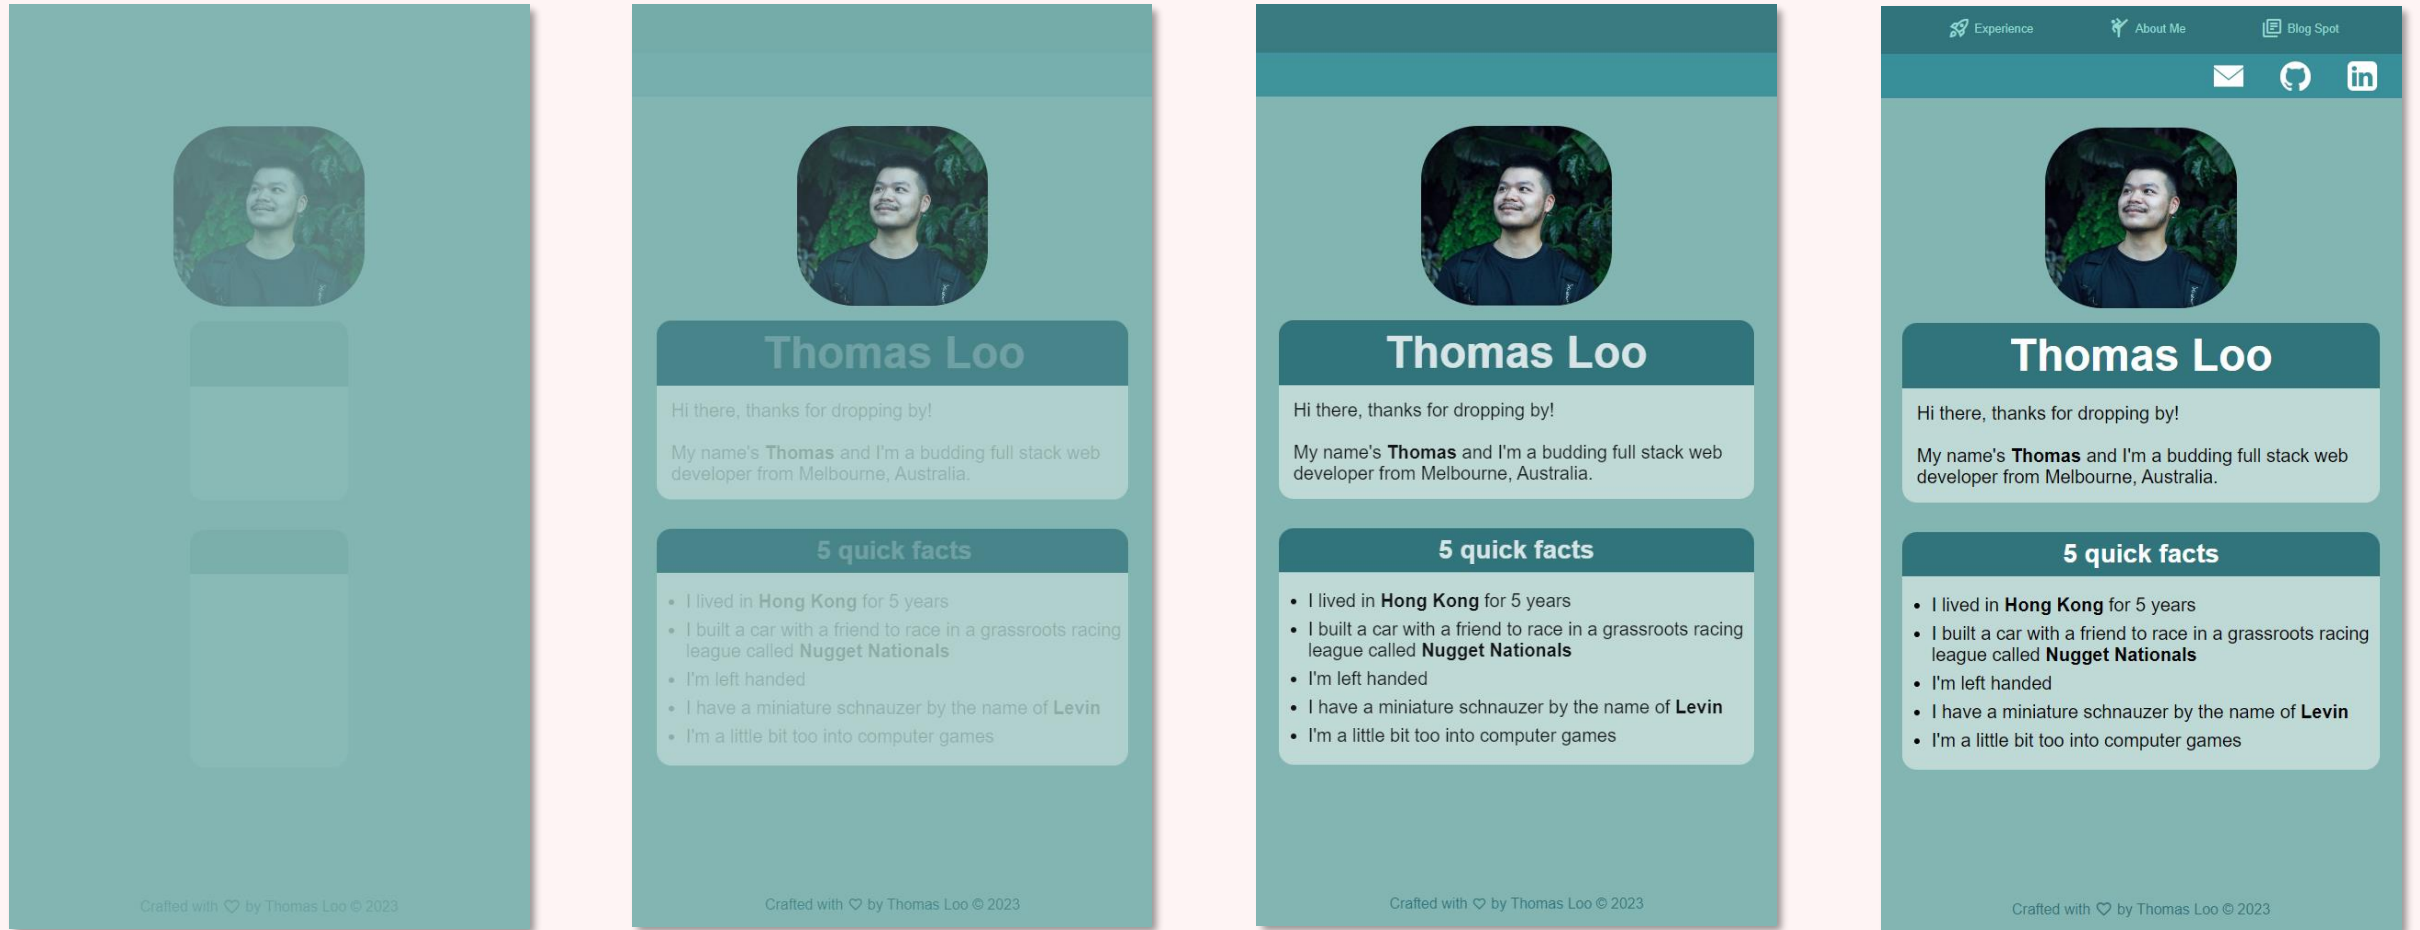 Crafted with ♡ by Thomas Loo © 2023
Thomas Loo
Hi there, thanks for dropping by!
My name's Thomas and I'm a budding full stack web
developer from Melbourne, Australia.
5 quick facts
• I lived in Hong Kong for 5 years
• I built a car with a friend to race in a grassroots racing
league called Nugget Nationals
• I'm left handed
• I have a miniature schnauzer by the name of Levin
• I'm a little bit too into computer games
Crafted with ♡ by Thomas Loo © 2023
Thomas Loo
Hi there, thanks for dropping by!
My name's Thomas and I'm a budding full stack web
developer from Melbourne, Australia.
5 quick facts
• I lived in Hong Kong for 5 years
• I built a car with a friend to race in a grassroots racing
league called Nugget Nationals
• I'm left handed
• I have a miniature schnauzer by the name of Levin
• I'm a little bit too into computer games
Crafted with ♡ by Thomas Loo © 2023
Experience About Me Blog Spot
in
Thomas Loo
Hi there, thanks for dropping by!
My name's Thomas and I'm a budding full stack web
developer from Melbourne, Australia.
5 quick facts
• I lived in Hong Kong for 5 years
• I built a car with a friend to race in a grassroots racing
league called Nugget Nationals
• I'm left handed
• I have a miniature schnauzer by the name of Levin
• I'm a little bit too into computer games
Crafted with ♡ by Thomas Loo © 2023